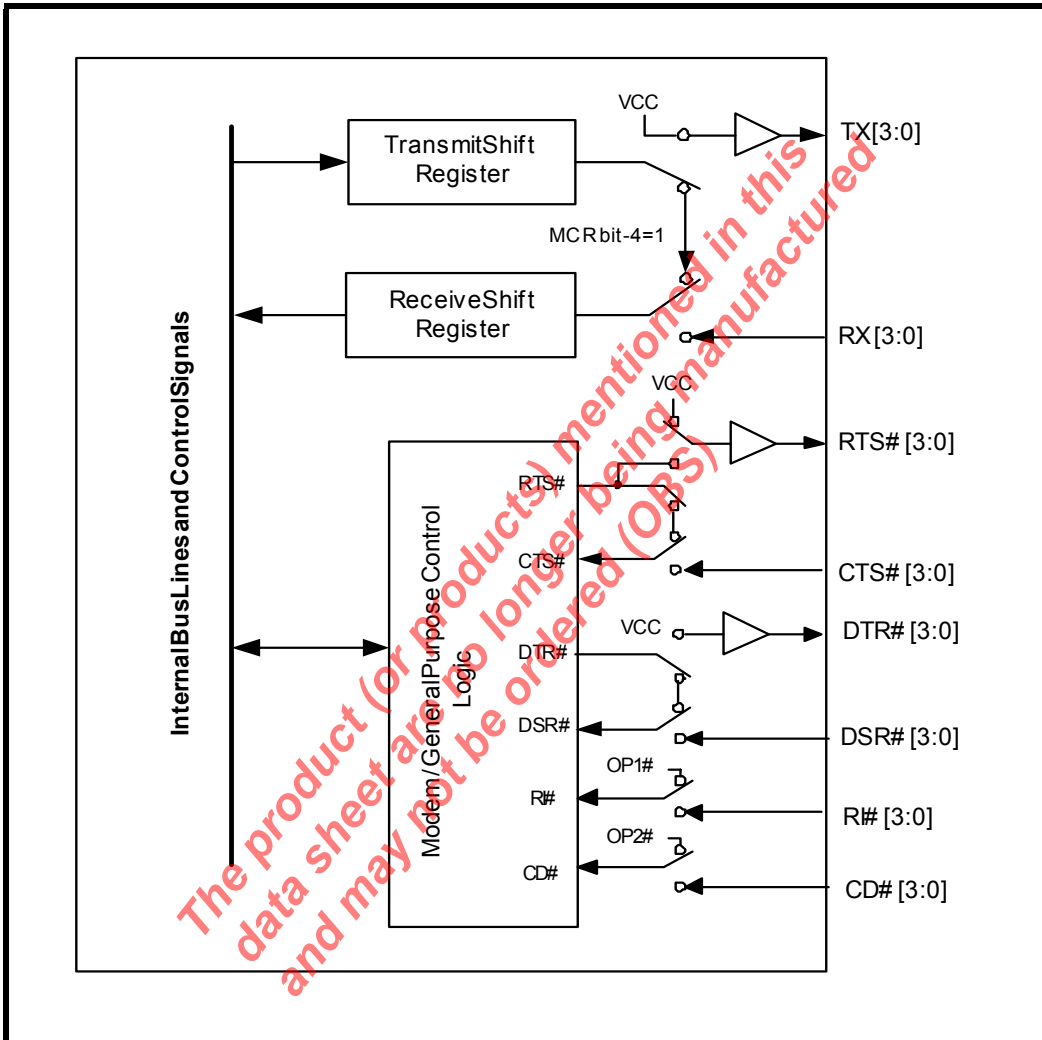 VCC
TX[3:0]
TransmitShift
Register
MCR bit-4=1
ReceiveShift
Register
RX[3:0]
VCC
RTS# [3:0]
RTS#
CTS#
CTS# [3:0]
VCC
DTR# [3:0]
DTR#
DSR#
DSR# [3:0]
OP1#
RI#
RI# [3:0]
OP2#
CD#
CD# [3:0]
InternalBusLinesandControlSignals
Modem/GeneralPurpose Control
Logic
The product (or products) mentioned in this
data sheet are no longer being manufactured
and may not be ordered (OBS)